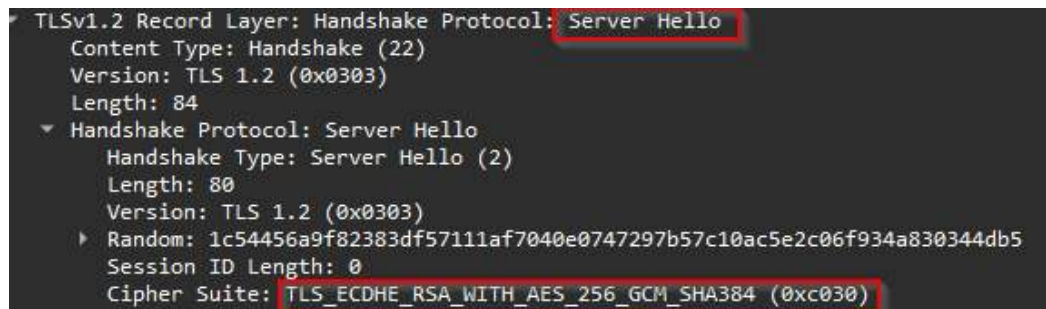 TLSv1.2 Record Layer: Handshake Protocol: Server Hello
Content Type: Handshake (22)
Version: TLS 1.2 (0x0303)
Length: 84
Handshake Protocol: Server Hello
Handshake Type: Server Hello (2)
Length: 80
Version: TLS 1.2 (0x0303)
Random: 1c54456a9f82383df57111af7040e0747297b57c10ac5e2c06f934a830344db5
Session ID Length: 0
Cipher Suite: TLS_ECDHE_RSA_WITH_AES_256_GCM_SHA384 (0xc030)